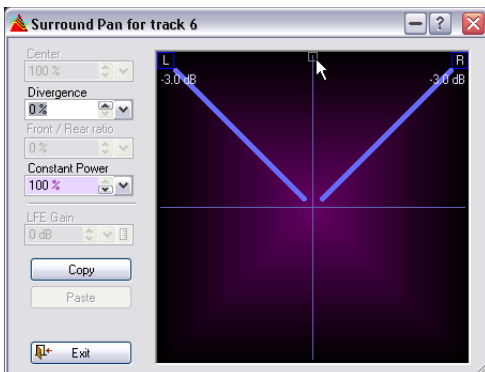 Surround Pan for track 6
Center
100 %
Divergence
0 %
Front / Rear ratio
0 %
Constant Power
100 %
LFE Gain
0 dB
Copy
Paste
Exit
L
-3.0 dB
R
-3.0 dB